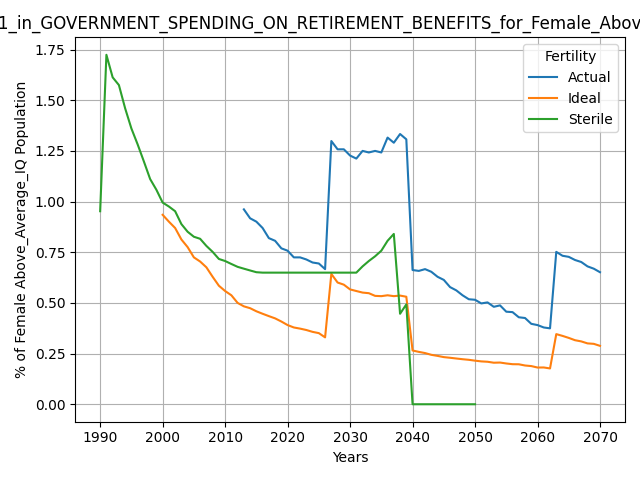 1_in_GOVERNMENT_SPENDING_ON_RETIREMENT_BENEFITS_for_Female_Abov
1.75
1.50
1.25
1.00
0.75
0.50
0.25
0.00
% of Female Above_Average_IQ Population
Fertility
Actual
Ideal
Sterile
1990 2000 2010 2020 2030 2040 2050 2060 2070
Years